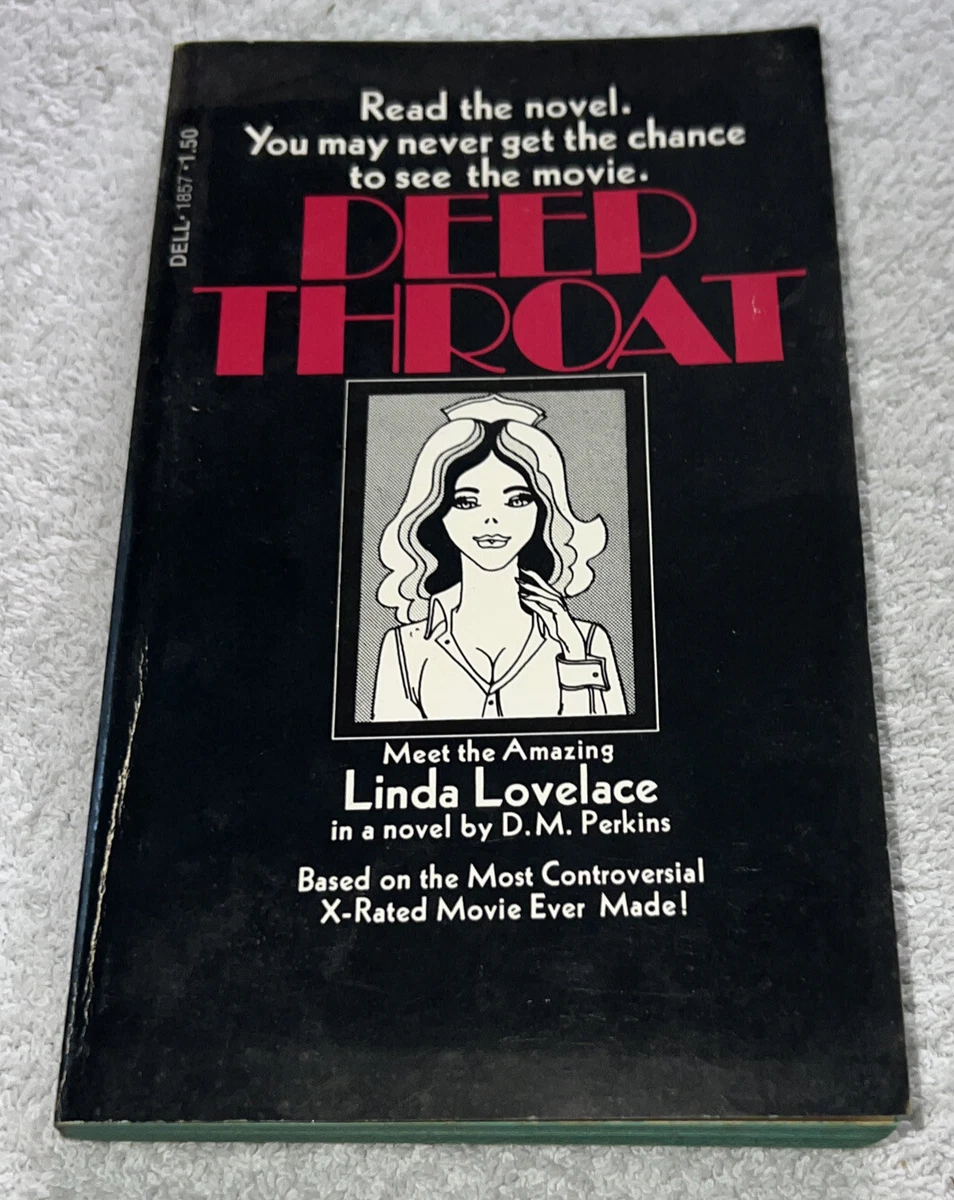 DELL • 1857 • 1.50
Read the novel.
You may never get the chance
to see the movie.
DEEP
THROAT
Meet the Amazing
Linda Lovelace
in a novel by D.M. Perkins
Based on the Most Controversial
X-Rated Movie Ever Made!